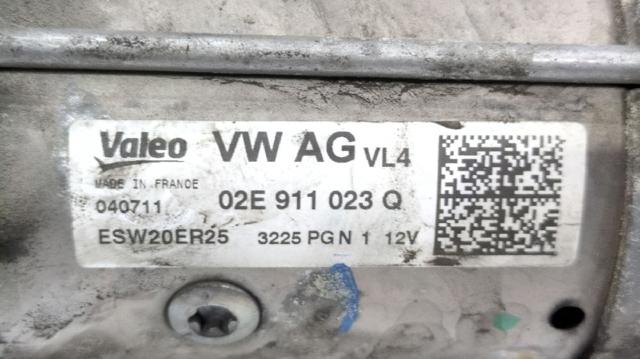 Valeo VW AG VL4
MADE IN FRANCE
040711 02E 911 023 Q
ESW20ER25 3225 PG N 1 12V